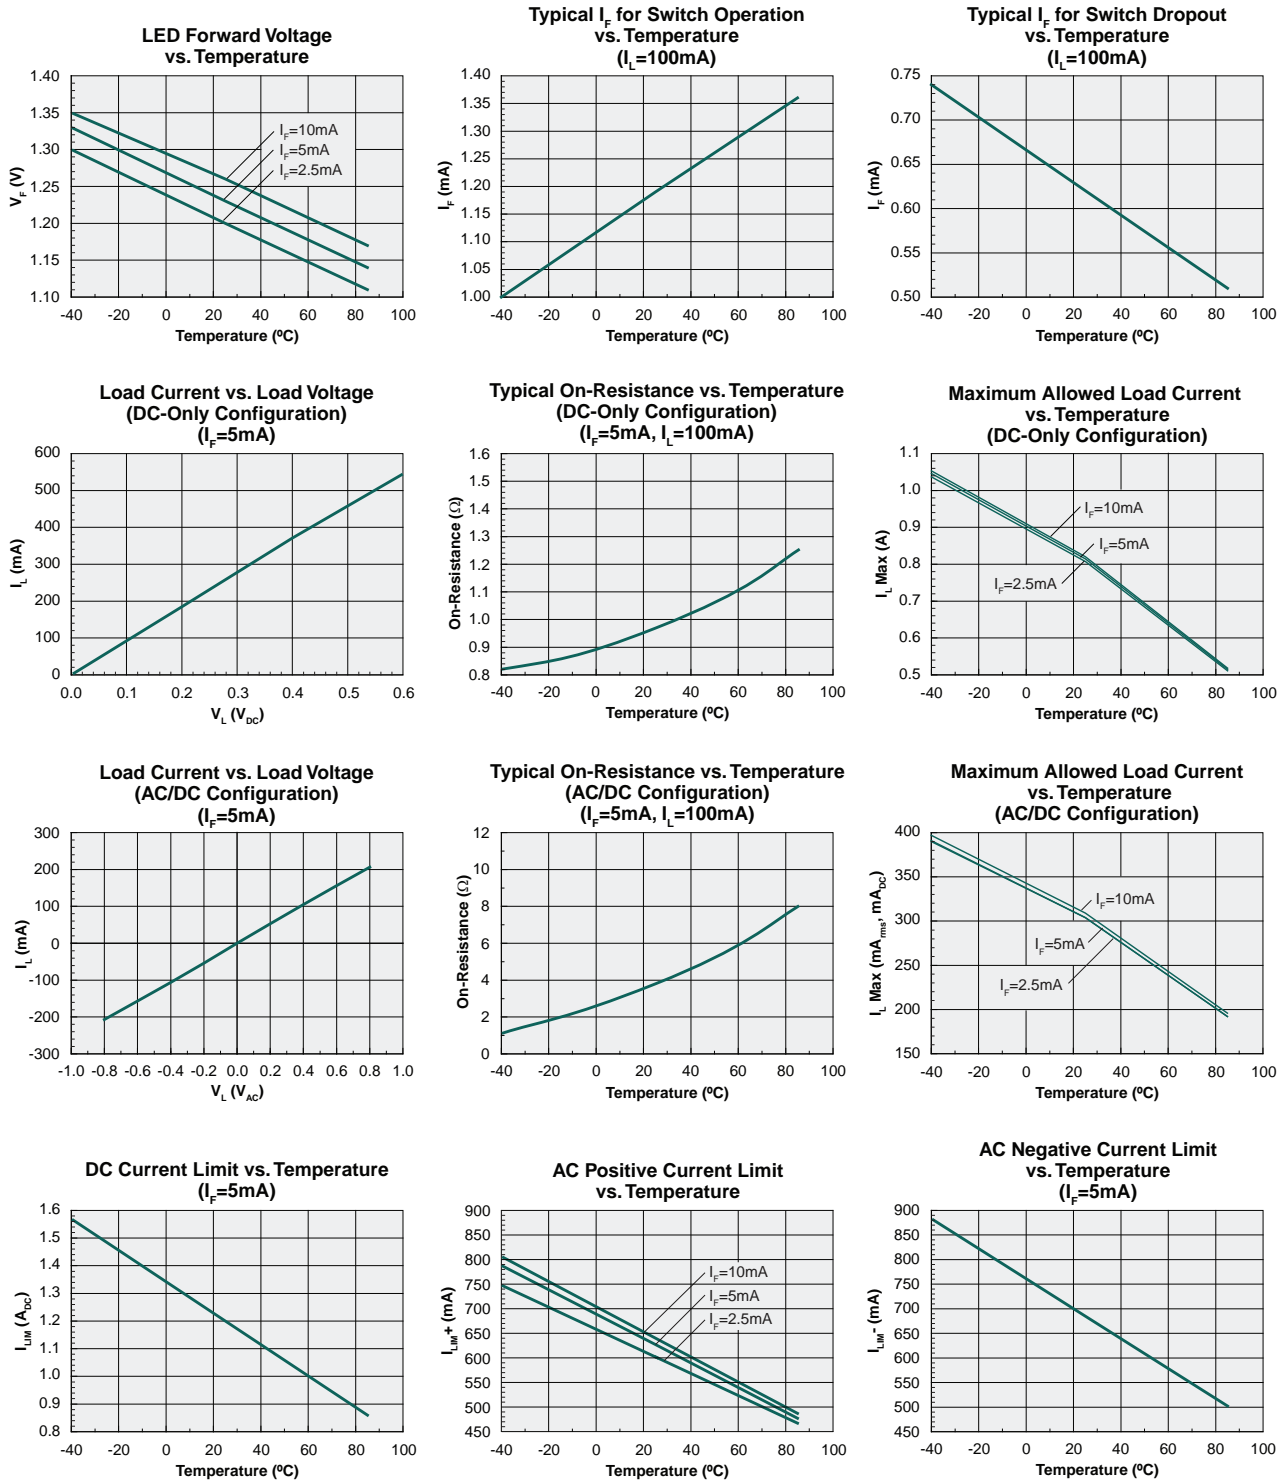 LED Forward Voltage
vs. Temperature
1.40
1.35
1.30
1.25
1.20
1.15
1.10
V_F (V)
I_F=10mA
I_F=5mA
I_F=2.5mA
-40 -20 0 20 40 60 80 100
Temperature (ºC)
Typical I_F for Switch Operation
vs. Temperature
(I_L=100mA)
1.40
1.35
1.30
1.25
1.20
1.15
1.10
1.05
1.00
I_F (mA)
-40 -20 0 20 40 60 80 100
Temperature (ºC)
Typical I_F for Switch Dropout
vs. Temperature
(I_L=100mA)
0.75
0.70
0.65
0.60
0.55
0.50
I_F (mA)
-40 -20 0 20 40 60 80 100
Temperature (ºC)
Load Current vs. Load Voltage
(DC-Only Configuration)
(I_F=5mA)
600
500
400
300
200
100
0
I_L (mA)
0.0 0.1 0.2 0.3 0.4 0.5 0.6
V_L (V_DC)
Typical On-Resistance vs. Temperature
(DC-Only Configuration)
(I_F=5mA, I_L=100mA)
1.6
1.5
1.4
1.3
1.2
1.1
1.0
0.9
0.8
On-Resistance (Ω)
-40 -20 0 20 40 60 80 100
Temperature (ºC)
Maximum Allowed Load Current
vs. Temperature
(DC-Only Configuration)
1.1
1.0
0.9
0.8
0.7
0.6
0.5
I_L Max (A)
I_F=10mA
I_F=5mA
I_F=2.5mA
-40 -20 0 20 40 60 80 100
Temperature (ºC)
Load Current vs. Load Voltage
(AC/DC Configuration)
(I_F=5mA)
300
200
100
0
-100
-200
-300
I_L (mA)
-1.0 -0.8 -0.6 -0.4 -0.2 0.0 0.2 0.4 0.6 0.8 1.0
V_L (V_AC)
Typical On-Resistance vs. Temperature
(AC/DC Configuration)
(I_F=5mA, I_L=100mA)
12
10
8
6
4
2
0
On-Resistance (Ω)
-40 -20 0 20 40 60 80 100
Temperature (ºC)
Maximum Allowed Load Current
vs. Temperature
(AC/DC Configuration)
400
350
300
250
200
150
I_L Max (mA_rms, mA_DC)
I_F=10mA
I_F=5mA
I_F=2.5mA
-40 -20 0 20 40 60 80 100
Temperature (ºC)
DC Current Limit vs. Temperature
(I_F=5mA)
1.6
1.5
1.4
1.3
1.2
1.1
1.0
0.9
0.8
I_LIM (A_DC)
-40 -20 0 20 40 60 80 100
Temperature (ºC)
AC Positive Current Limit
vs. Temperature
900
850
800
750
700
650
600
550
500
450
I_LIM+ (mA)
I_F=10mA
I_F=5mA
I_F=2.5mA
-40 -20 0 20 40 60 80 100
Temperature (ºC)
AC Negative Current Limit
vs. Temperature
(I_F=5mA)
900
850
800
750
700
650
600
550
500
450
I_LIM- (mA)
-40 -20 0 20 40 60 80 100
Temperature (ºC)